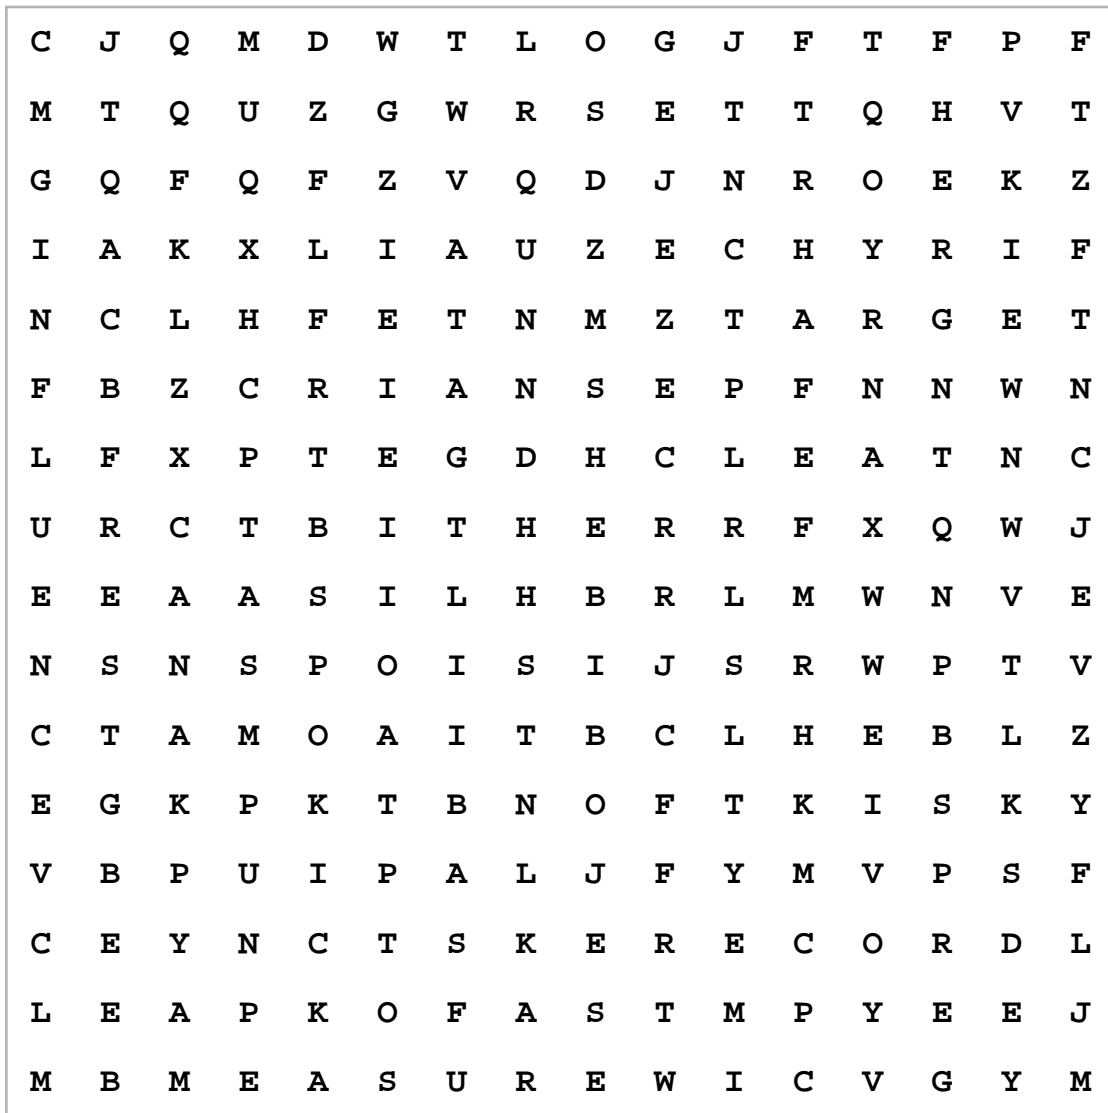 C J Q M D W T L O G J F T F P F
M T Q U Z G W R S E T T Q H V T
G Q F Q F Z V Q D J N R O E K Z
I A K X L I A U Z E C H Y R I F
N C L H F E T N M Z T A R G E T
F B Z C R I A N S E P F N N W N
L F X P T E G D H C L E A T N C
U R C T B I T H E R R F X Q W J
E E A A S I L H B R L M W N V E
N S N S P O I S I J S R W P T V
C T A M O A I T B C L H E B L Z
E G K P K T B N O F T K I S K Y
V B P U I P A L J F Y M V P S F
C E Y N C T S K E R E C O R D L
L E A P K O F A S T M P Y E E J
M B M E A S U R E W I C V G Y M